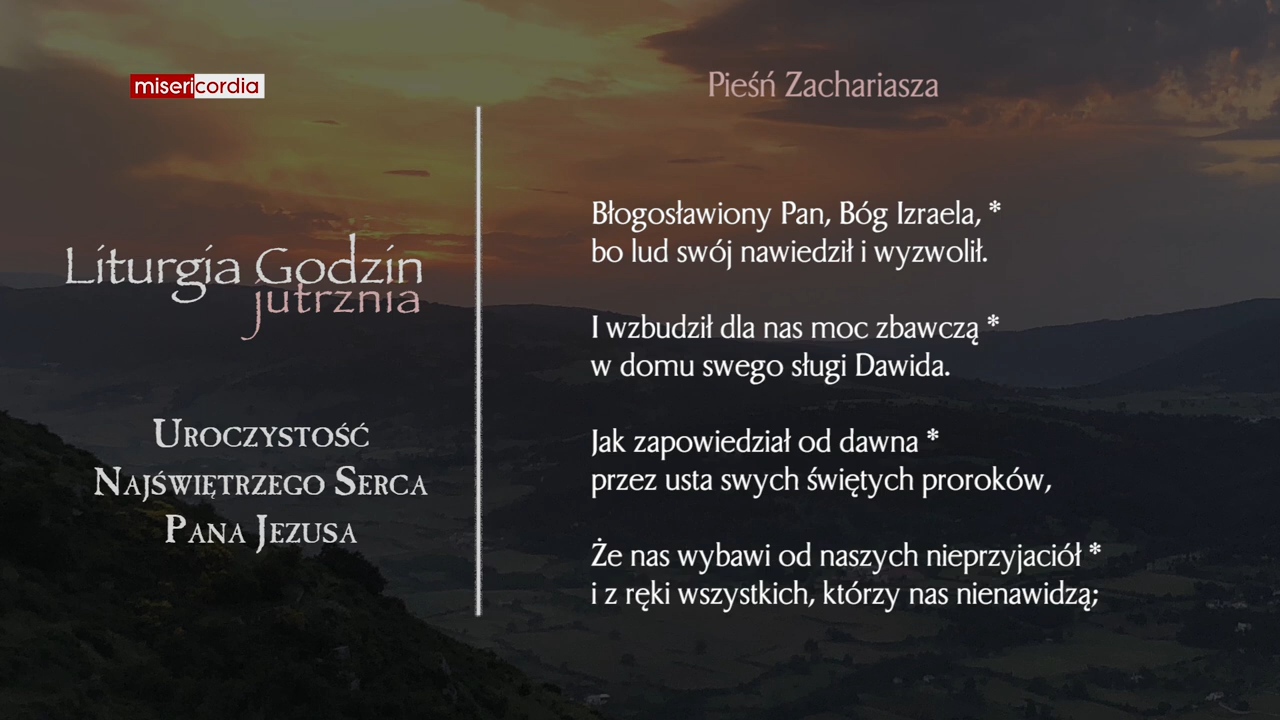 misericordia
Liturgia Godzin
jutrznia
Uroczystość
Najświętrzego Serca
Pana Jezusa
Pieśń Zachariasza
Błogosławiony Pan, Bóg Izraela, *
bo lud swój nawiedził i wyzwolił.
I wzbudził dla nas moc zbawczą *
w domu swego sługi Dawida.
Jak zapowiedział od dawna *
przez usta swych świętych proroków,
Że nas wybawi od naszych nieprzyjaciół *
i z ręki wszystkich, którzy nas nienawidzą;